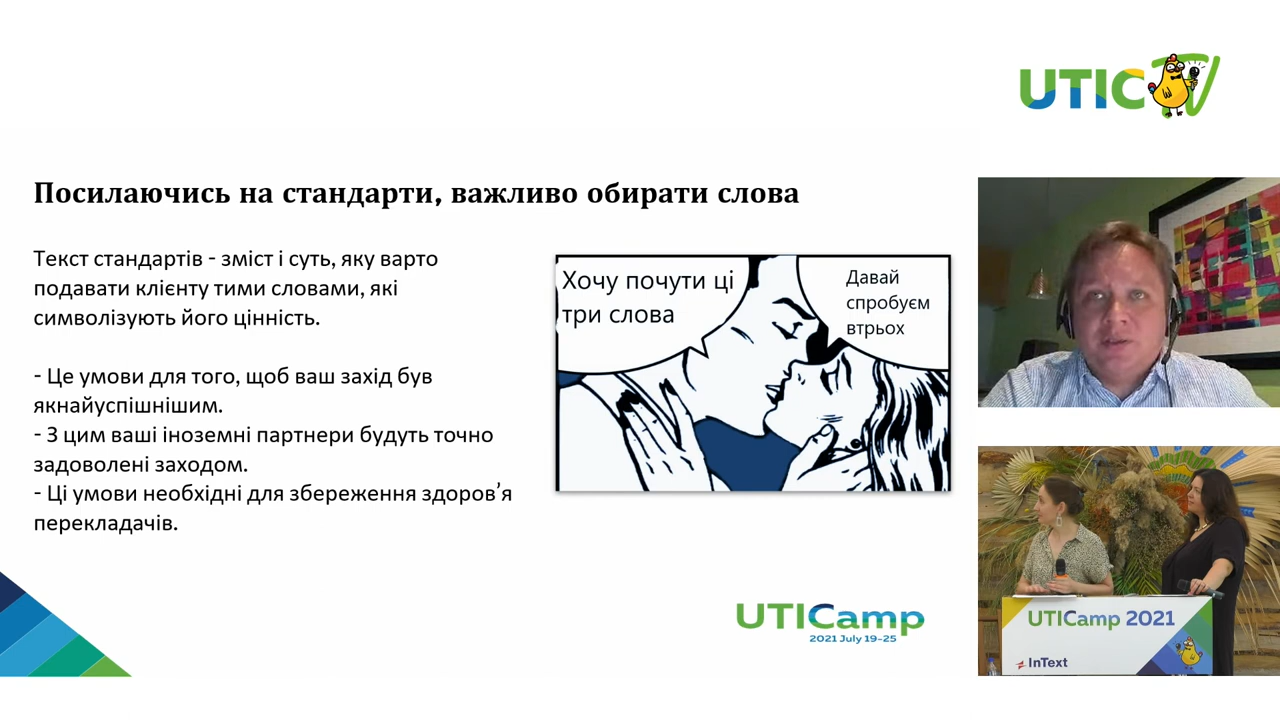 UTIC TV
Посилаючись на стандарти, важливо обирати слова
Текст стандартів - зміст і суть, яку варто
подавати клієнту тими словами, які
символізують його цінність.
- Це умови для того, щоб ваш захід був
якнайуспішнішим.
- З цим ваші іноземні партнери будуть точно
задоволені заходом.
- Ці умови необхідні для збереження здоров’я
перекладачів.
Хочу почути ці
три слова
Давай
спробуєм
втрьох
UTICamp
2021 July 19-25
UTICamp 2021
InText